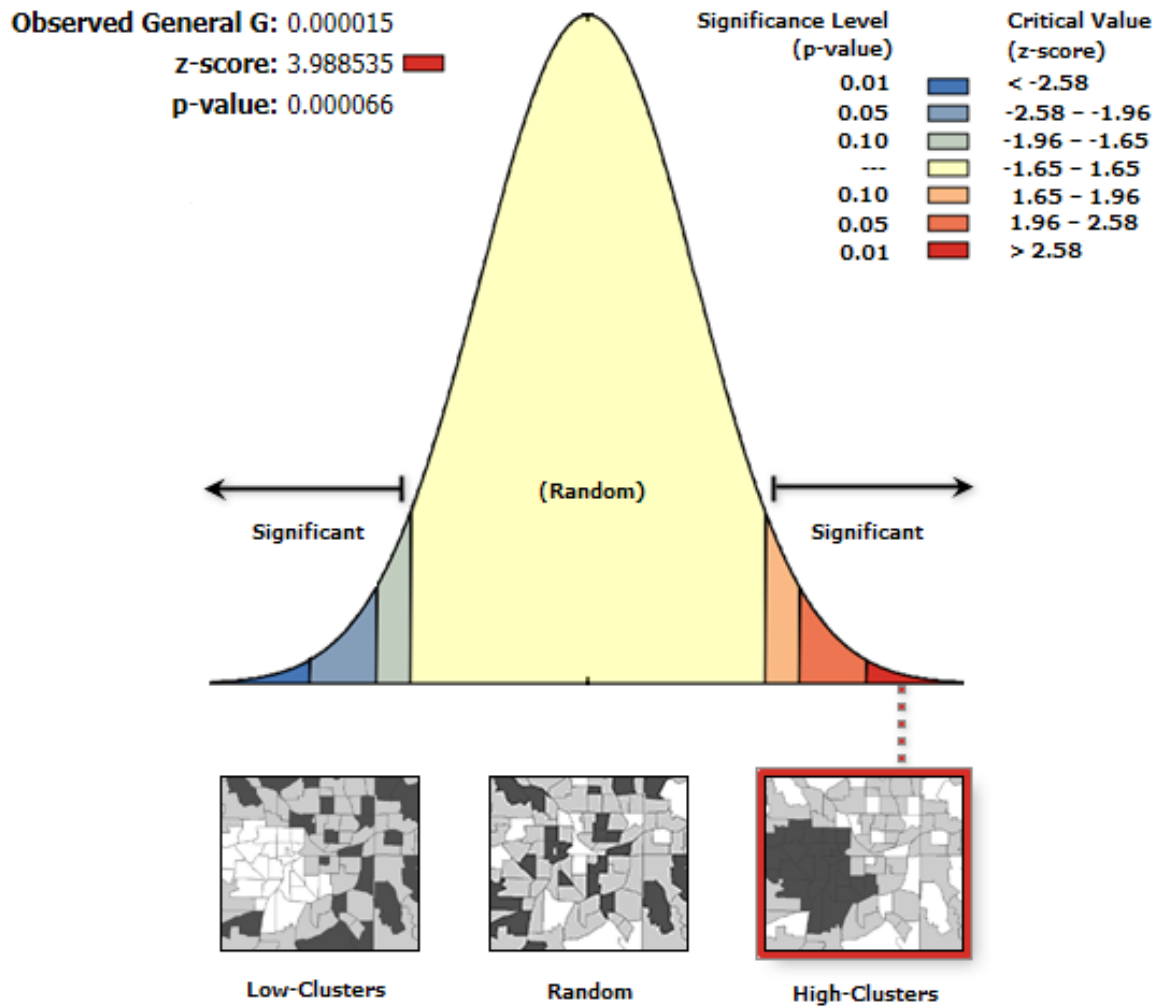 Observed General G: 0.000015
z-score: 3.988535
p-value: 0.000066
Significance Level
(p-value)
Critical Value
(z-score)
0.01 < -2.58
0.05 -2.58 – -1.96
0.10 -1.96 – -1.65
--- -1.65 – 1.65
0.10 1.65 – 1.96
0.05 1.96 – 2.58
0.01 > 2.58
(Random)
Significant
Significant
Low-Clusters
Random
High-Clusters